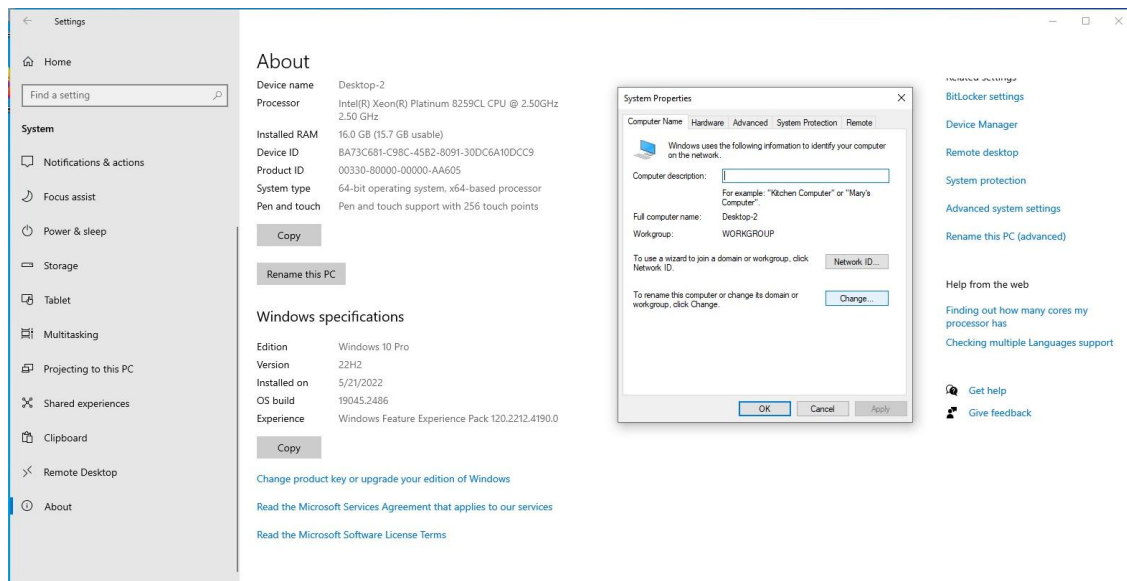 Settings
Home
Find a setting
System
Notifications & actions
Focus assist
Power & sleep
Storage
Tablet
Multitasking
Projecting to this PC
Shared experiences
Clipboard
Remote Desktop
About
About
Device name Desktop-2
Processor Intel(R) Xeon(R) Platinum 8259CL CPU @ 2.50GHz
2.50 GHz
Installed RAM 16.0 GB (15.7 GB usable)
Device ID BA73C681-C98C-45B2-8091-30DC6A10DCC9
Product ID 00330-80000-00000-AA605
System type 64-bit operating system, x64-based processor
Pen and touch Pen and touch support with 256 touch points
Copy
Rename this PC
Windows specifications
Edition Windows 10 Pro
Version 22H2
Installed on 5/21/2022
OS build 19045.2486
Experience Windows Feature Experience Pack 120.2212.4190.0
Copy
Change product key or upgrade your edition of Windows
Read the Microsoft Services Agreement that applies to our services
Read the Microsoft Software License Terms
System Properties
Computer Name Hardware Advanced System Protection Remote
Windows uses the following information to identify your computer
on the network.
Computer description:
For example: "Kitchen Computer" or "Mary's
Computer".
Full computer name: Desktop-2
Workgroup: WORKGROUP
To use a wizard to join a domain or workgroup, click
Network ID.
Network ID...
To rename this computer or change its domain or
workgroup, click Change.
Change...
OK Cancel Apply
Related settings
BitLocker settings
Device Manager
Remote desktop
System protection
Advanced system settings
Rename this PC (advanced)
Help from the web
Finding out how many cores my
processor has
Checking multiple Languages support
Get help
Give feedback